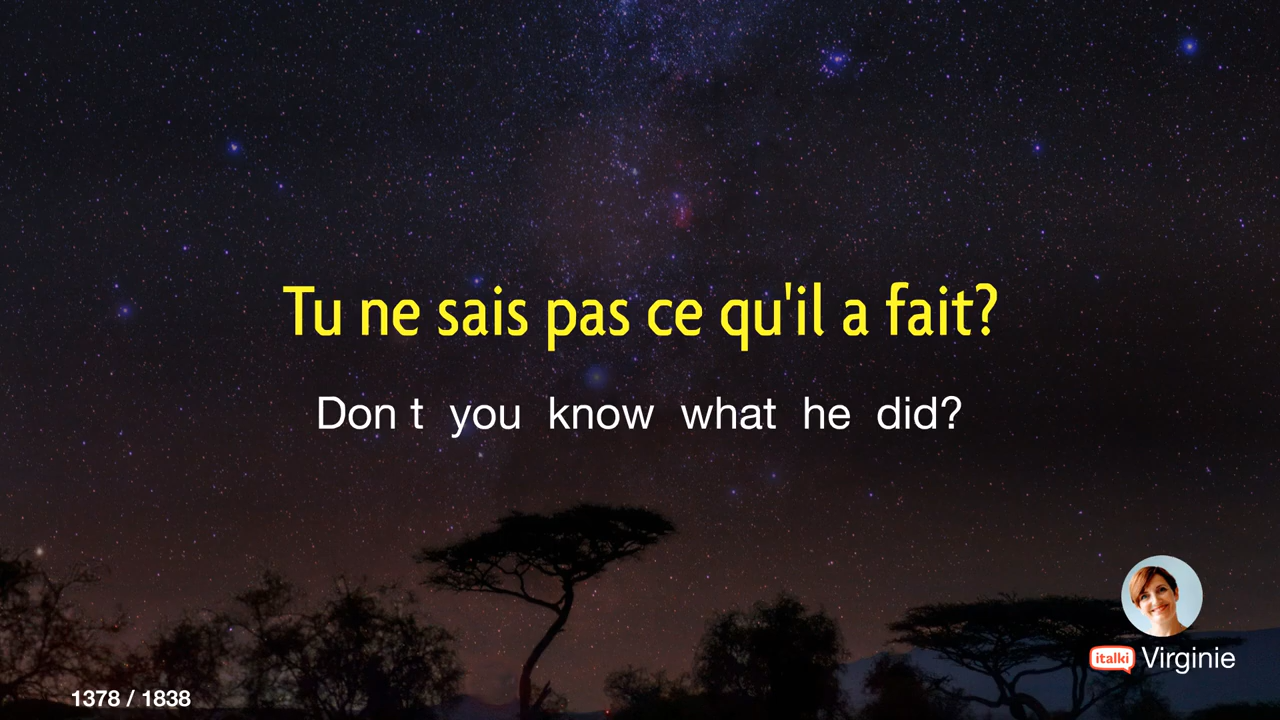 Tu ne sais pas ce qu'il a fait?
Don t you know what he did?
italki Virginie
1378 / 1838